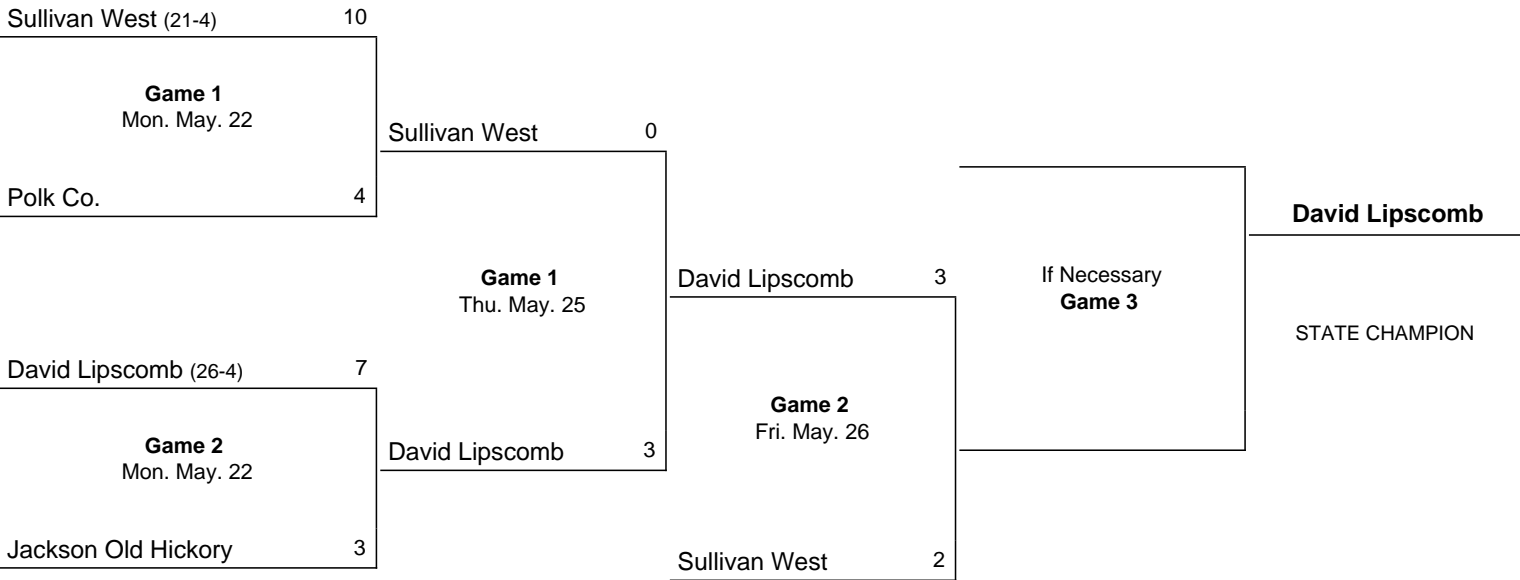 Sullivan West (21-4) 10
Game 1
Mon. May. 22
Polk Co. 4
David Lipscomb (26-4) 7
Game 2
Mon. May. 22
Jackson Old Hickory 3
Sullivan West 0
Game 1
Thu. May. 25
David Lipscomb 3
David Lipscomb 3
Game 2
Fri. May. 26
Sullivan West 2
If Necessary
Game 3
David Lipscomb
STATE CHAMPION